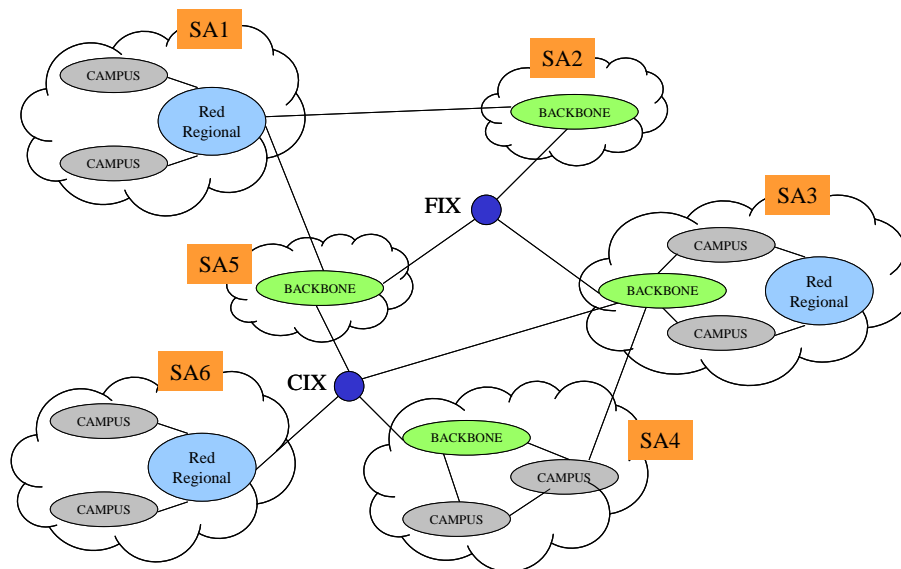 SA1
CAMPUS
Red
Regional
CAMPUS
SA2
BACKBONE
FIX
SA3
CAMPUS
BACKBONE
Red
Regional
CAMPUS
SA5
BACKBONE
CIX
SA6
CAMPUS
Red
Regional
CAMPUS
SA4
BACKBONE
CAMPUS
CAMPUS